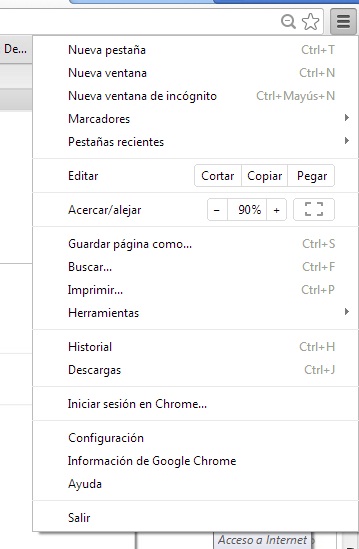 De...
Nueva pestaña Ctrl+T
Nueva ventana Ctrl+N
Nueva ventana de incógnito Ctrl+Mayús+N
Marcadores
Pestañas recientes
Editar Cortar Copiar Pegar
Acercar/alejar − 90% +
Guardar página como... Ctrl+S
Buscar... Ctrl+F
Imprimir... Ctrl+P
Herramientas
Historial Ctrl+H
Descargas Ctrl+J
Iniciar sesión en Chrome...
Configuración
Información de Google Chrome
Ayuda
Salir
Acceso a Internet